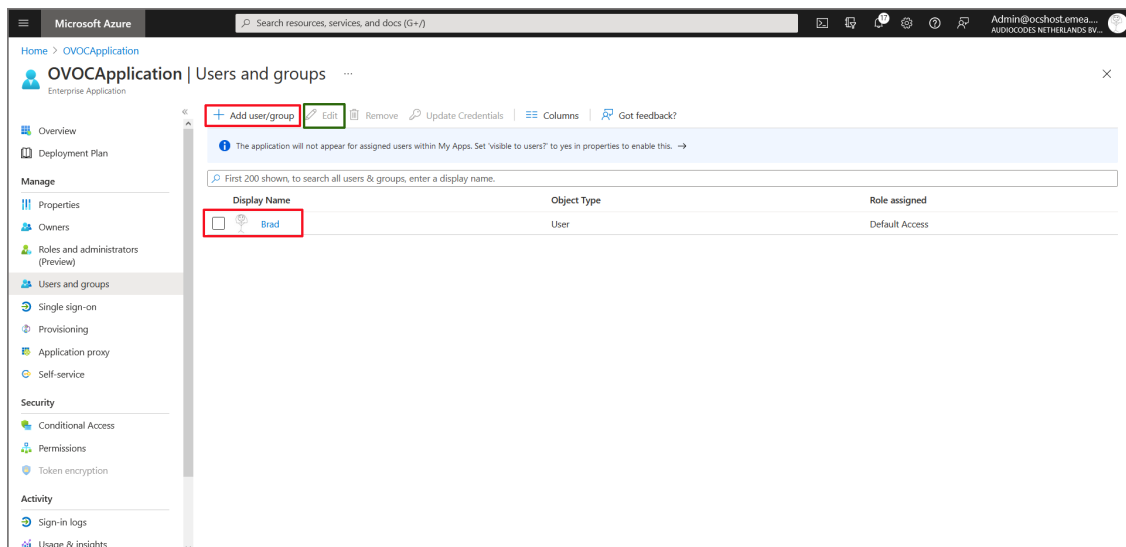 Microsoft Azure
Search resources, services, and docs (G+/)
17
Admin@ocshost.emea....
AUDIOCODES NETHERLANDS BV...
Home > OVOCApplication
OVOCApplication | Users and groups ...
Enterprise Application
Add user/group
Edit
Remove
Update Credentials
Columns
Got feedback?
The application will not appear for assigned users within My Apps. Set 'visible to users?' to yes in properties to enable this. →
First 200 shown, to search all users & groups, enter a display name.
Display Name Object Type Role assigned
Brad User Default Access
Overview
Deployment Plan
Manage
Properties
Owners
Roles and administrators
(Preview)
Users and groups
Single sign-on
Provisioning
Application proxy
Self-service
Security
Conditional Access
Permissions
Token encryption
Activity
Sign-in logs
Usage & insights